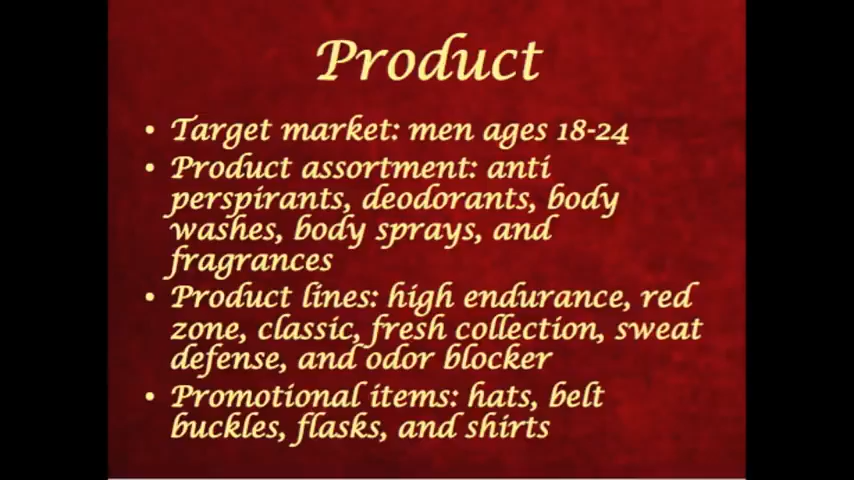 Product
• Target market: men ages 18-24
• Product assortment: anti
perspirants, deodorants, body
washes, body sprays, and
fragrances
• Product lines: high endurance, red
zone, classic, fresh collection, sweat
defense, and odor blocker
• Promotional items: hats, belt
buckles, flasks, and shirts